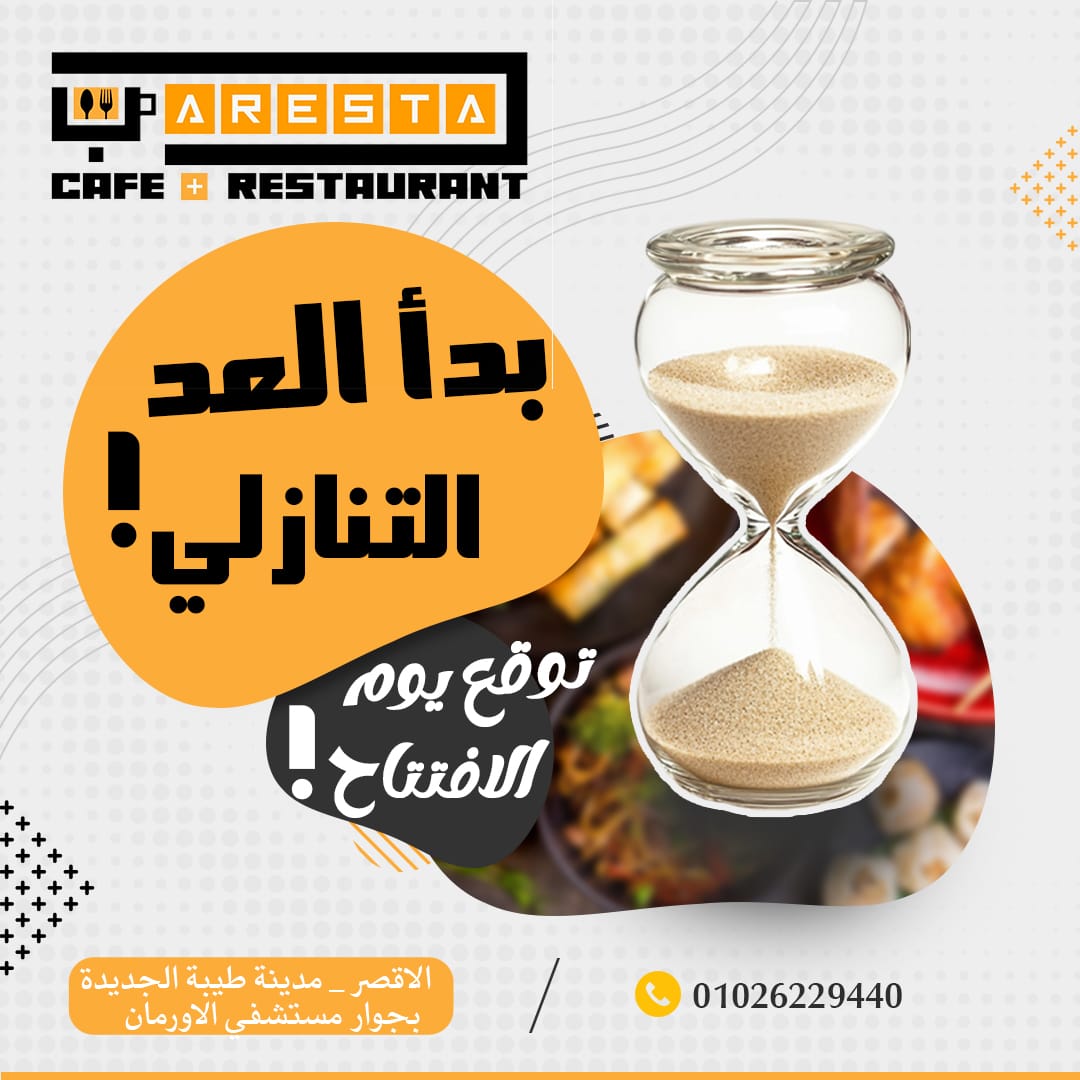 ARESTA
CAFE + RESTAURANT
بدأ العد
التنازلي!
توقع يوم
الافتتاح!
الاقصر _ مدينة طيبة الجديدة
بجوار مستشفي الاورمان
01026229440